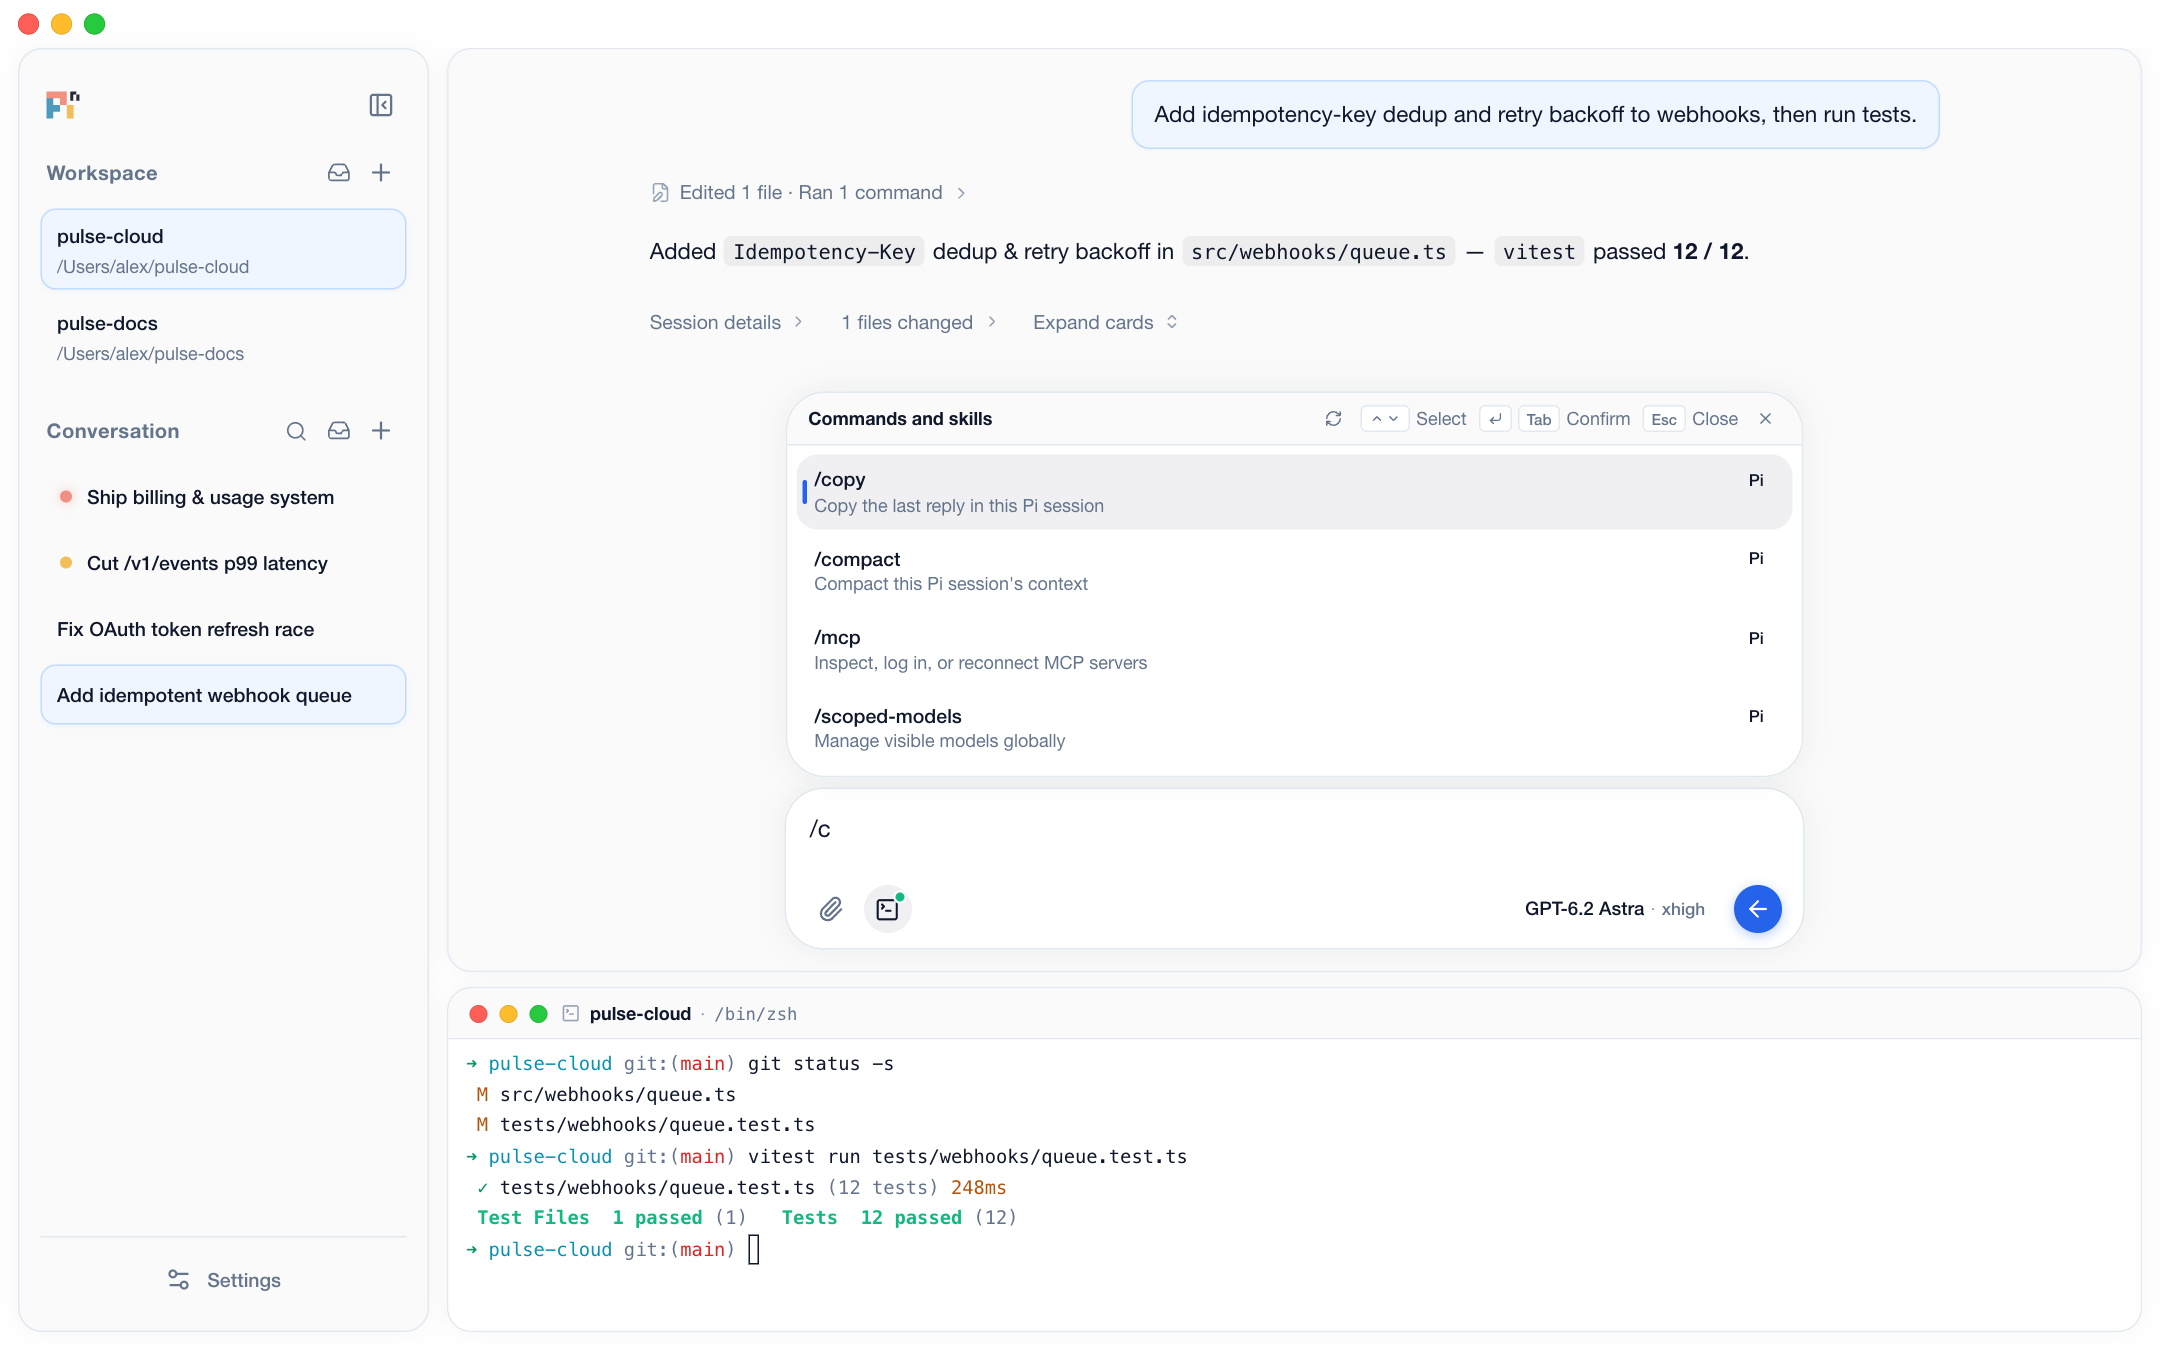 Workspace
pulse-cloud
/Users/alex/pulse-cloud
pulse-docs
/Users/alex/pulse-docs
Conversation
Ship billing & usage system
Cut /v1/events p99 latency
Fix OAuth token refresh race
Add idempotent webhook queue
Settings
Add idempotency-key dedup and retry backoff to webhooks, then run tests.
Edited 1 file · Ran 1 command
Added Idempotency-Key dedup & retry backoff in src/webhooks/queue.ts — vitest passed 12 / 12.
Session details 1 files changed Expand cards
Commands and skills Select Tab Confirm Esc Close
/copy Pi
Copy the last reply in this Pi session
/compact Pi
Compact this Pi session's context
/mcp Pi
Inspect, log in, or reconnect MCP servers
/scoped-models Pi
Manage visible models globally
/c
GPT-6.2 Astra · xhigh
pulse-cloud · /bin/zsh
➜ pulse-cloud git:(main) git status -s
M src/webhooks/queue.ts
M tests/webhooks/queue.test.ts
➜ pulse-cloud git:(main) vitest run tests/webhooks/queue.test.ts
✓ tests/webhooks/queue.test.ts (12 tests) 248ms
Test Files 1 passed (1) Tests 12 passed (12)
➜ pulse-cloud git:(main)